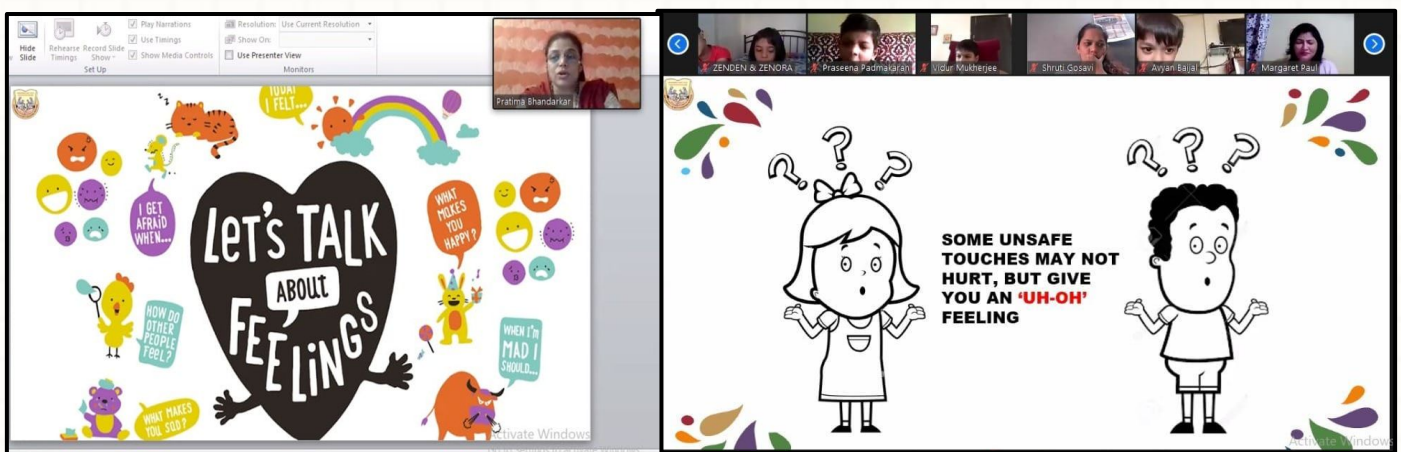 Hide
Slide
Rehearse
Timings
Record Slide
Show
Play Narrations
Use Timings
Show Media Controls
Set Up
Resolution: Use Current Resolution
Show On:
Use Presenter View
Monitors
Pratima Bhandarkar
TODAY
I FELT...
I GET
AFRAID
WHEN...
WHAT
MAKES
YOU
HAPPY?
LET'S TALK
ABOUT
FEELINGS
HOW DO
OTHER
PEOPLE
FEEL?
WHEN I'M
MAD I
SHOULD...
WHAT MAKES
YOU SAD?
Activate Windows
ZENDEN & ZENORA
Praseena Padmakaran
Vidur Mukherjee
Shruti Gosavi
Avyan Baijal
Margaret Paul
SOME UNSAFE
TOUCHES MAY NOT
HURT, BUT GIVE
YOU AN ‘UH-OH’
FEELING
Activate Windows